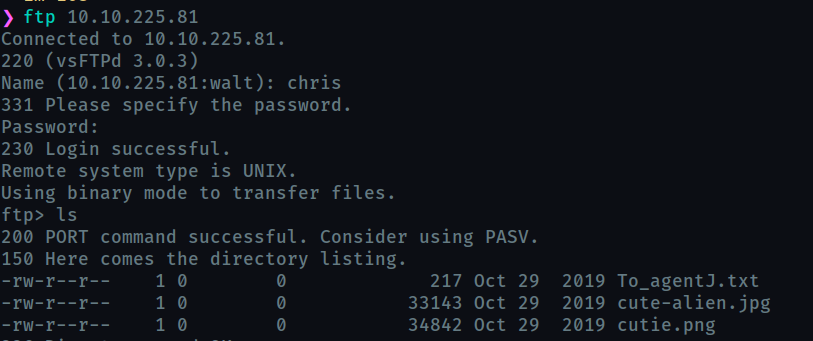 ❯ ftp 10.10.225.81
Connected to 10.10.225.81.
220 (vsFTPd 3.0.3)
Name (10.10.225.81:walt): chris
331 Please specify the password.
Password:
230 Login successful.
Remote system type is UNIX.
Using binary mode to transfer files.
ftp> ls
200 PORT command successful. Consider using PASV.
150 Here comes the directory listing.
-rw-r--r--    1 0        0             217 Oct 29  2019 To_agentJ.txt
-rw-r--r--    1 0        0           33143 Oct 29  2019 cute-alien.jpg
-rw-r--r--    1 0        0           34842 Oct 29  2019 cutie.png